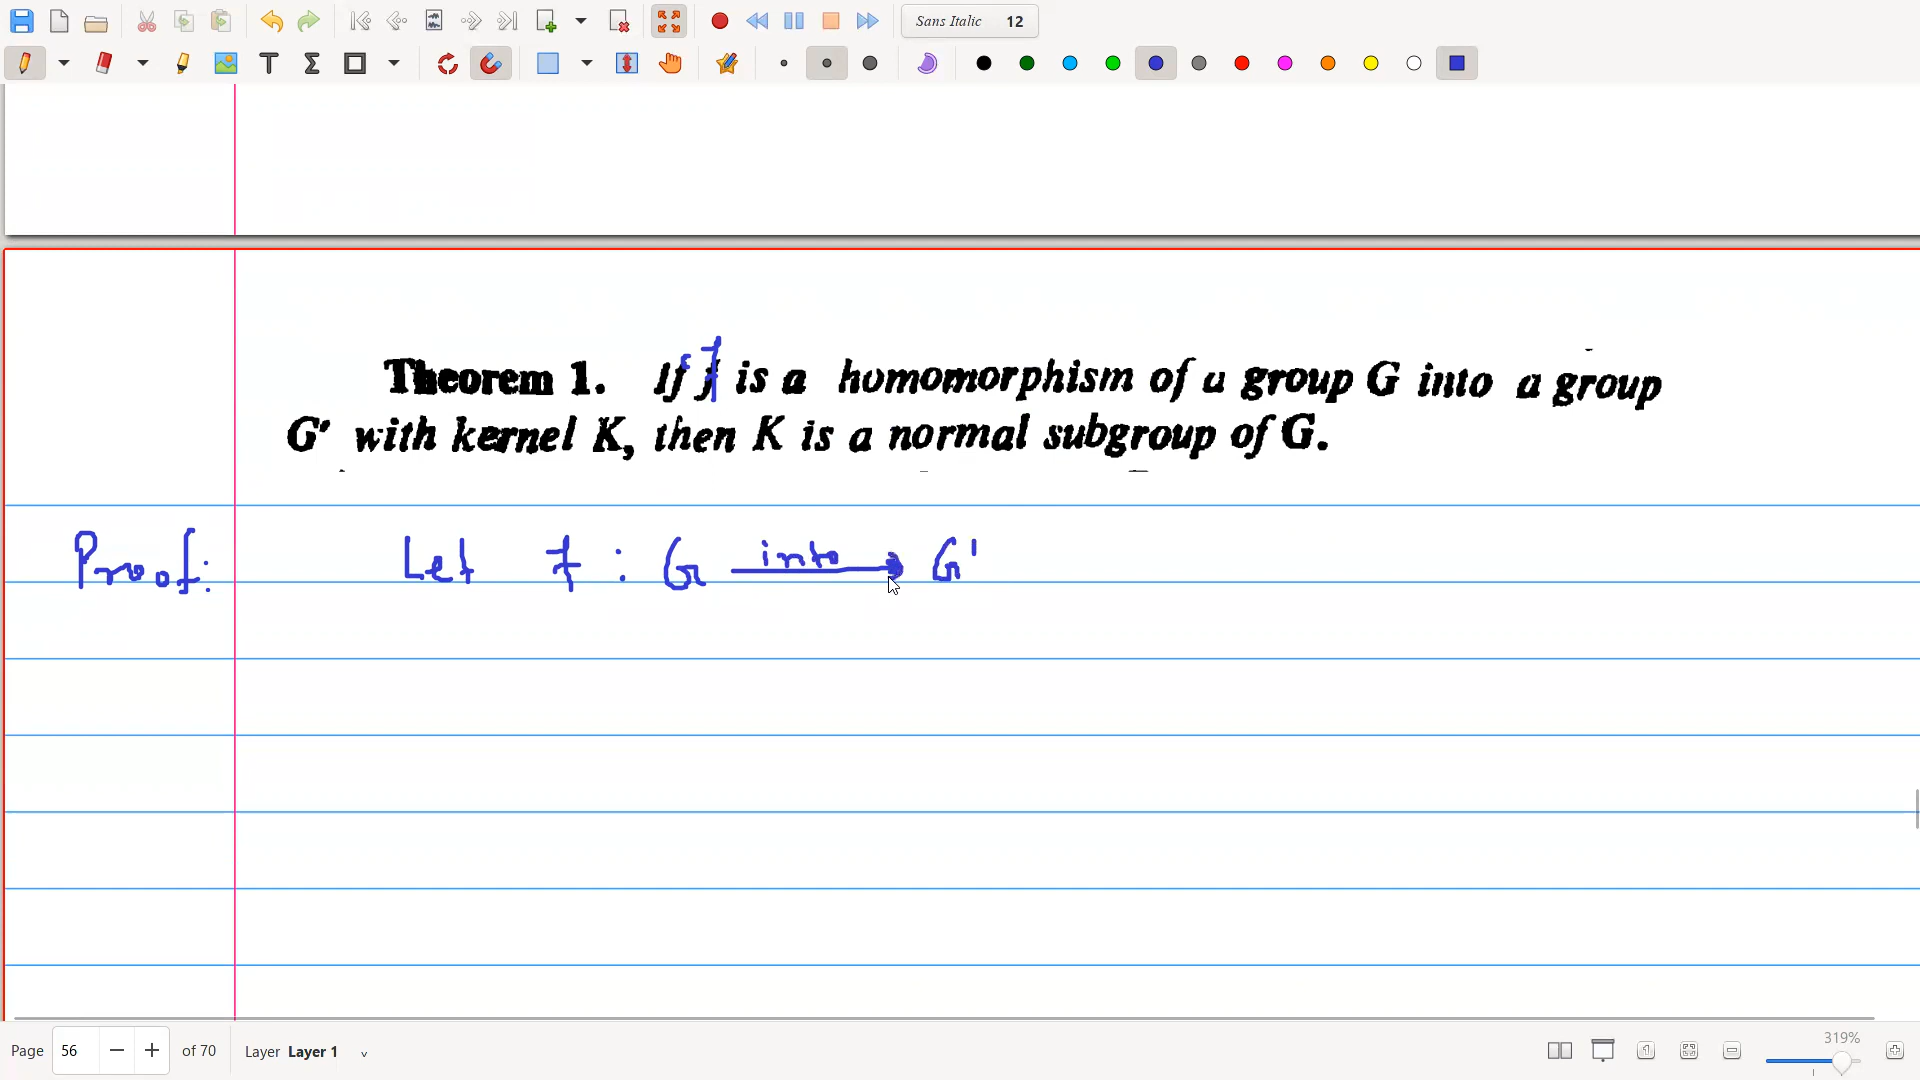 Sans Italic 12
Theorem 1. If f is a homomorphism of a group G into a group
G' with kernel K, then K is a normal subgroup of G.
Proof: Let f : G into → G'
Page 56 of 70 Layer Layer 1
319%